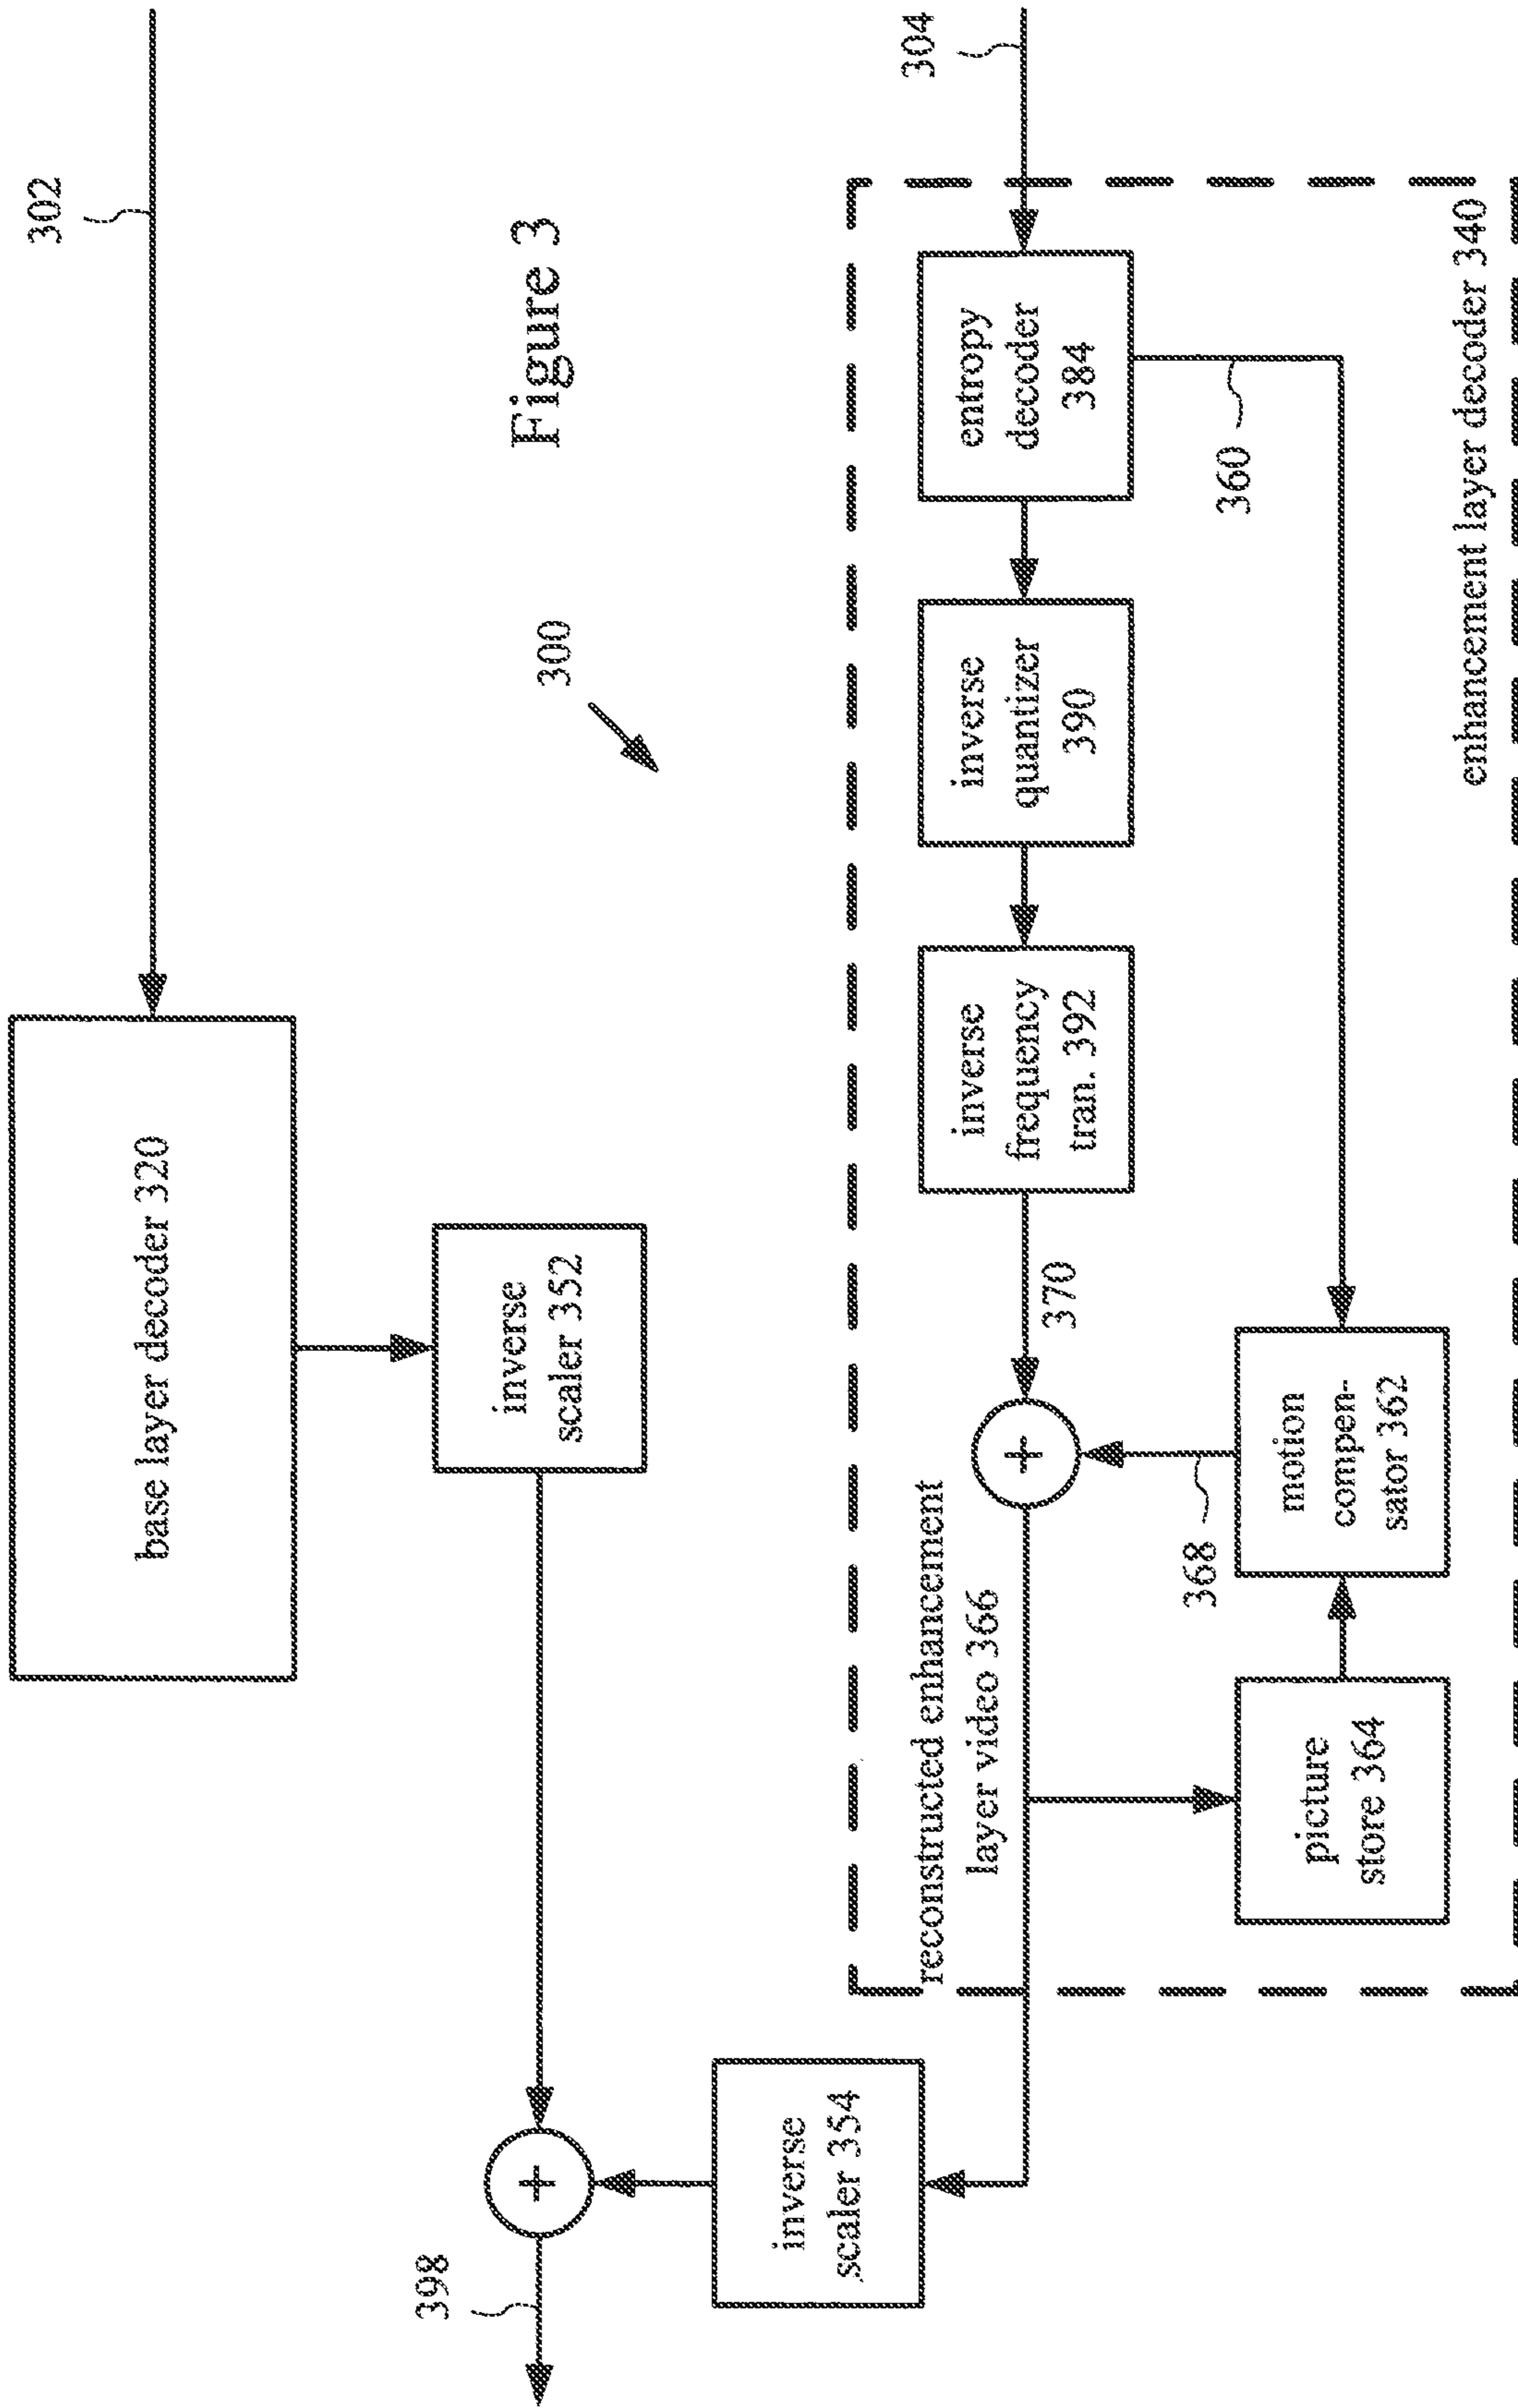 302
base layer decoder 320
inverse
scaler 352
398
Figure 3
300
inverse
scaler 354
304
entropy
decoder
384
inverse
quantizer
390
inverse
frequency
tran. 392
360
370
reconstructed enhancement
layer video 366
368
motion
compen-
sator 362
picture
store 364
enhancement layer decoder 340
+
+